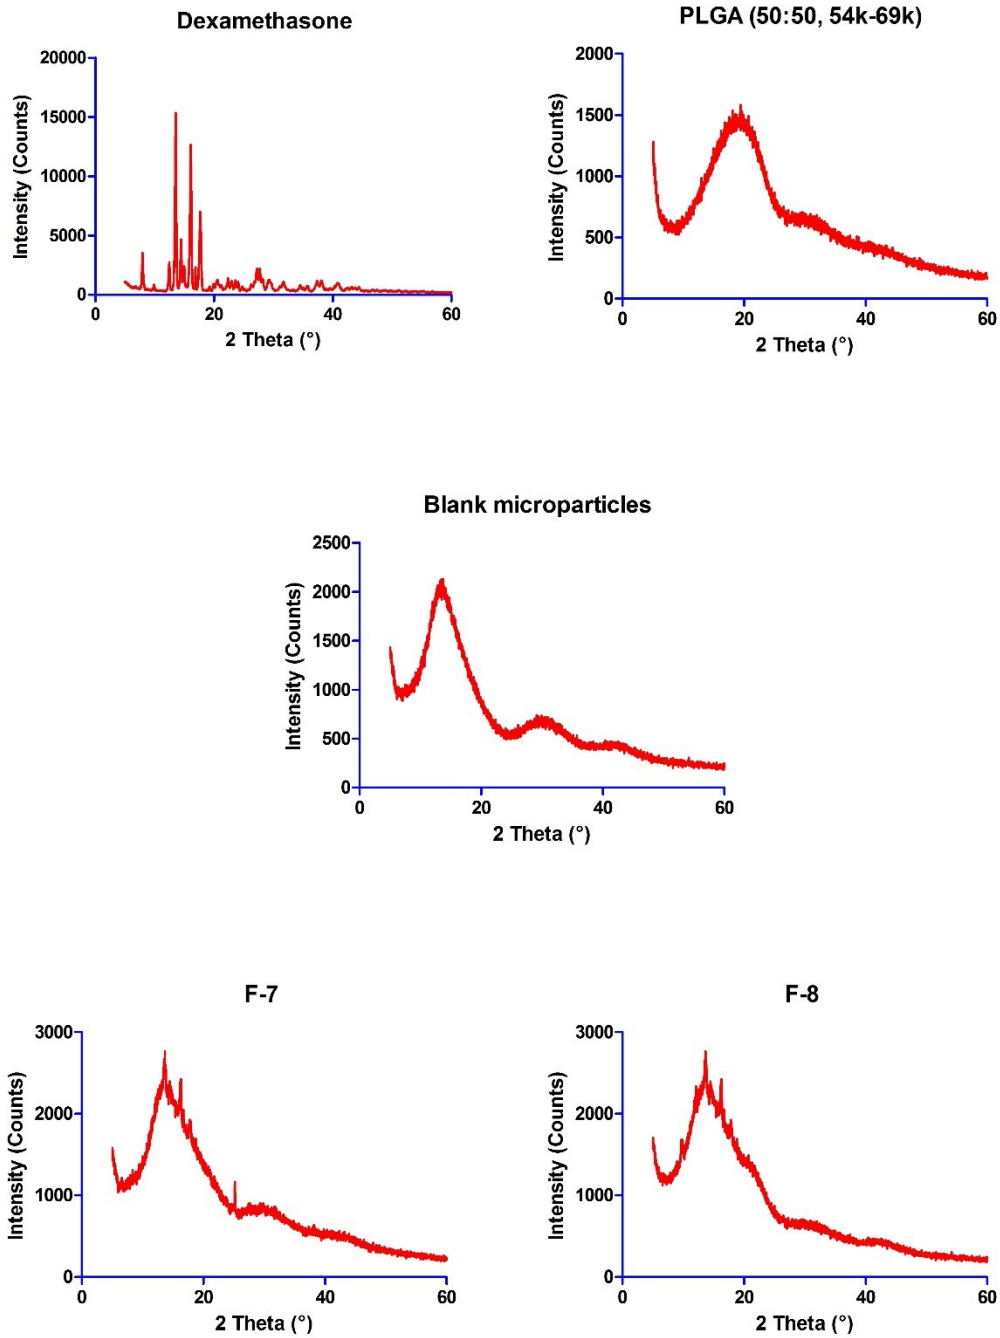 Dexamethasone
20000
15000
10000
5000
0
Intensity (Counts)
0 20 40 60
2 Theta (°)
PLGA (50:50, 54k-69k)
2000
1500
1000
500
0
Intensity (Counts)
0 20 40 60
2 Theta (°)
Blank microparticles
2500
2000
1500
1000
500
0
Intensity (Counts)
0 20 40 60
2 Theta (°)
F-7
3000
2000
1000
0
Intensity (Counts)
0 20 40 60
2 Theta (°)
F-8
3000
2000
1000
0
Intensity (Counts)
0 20 40 60
2 Theta (°)